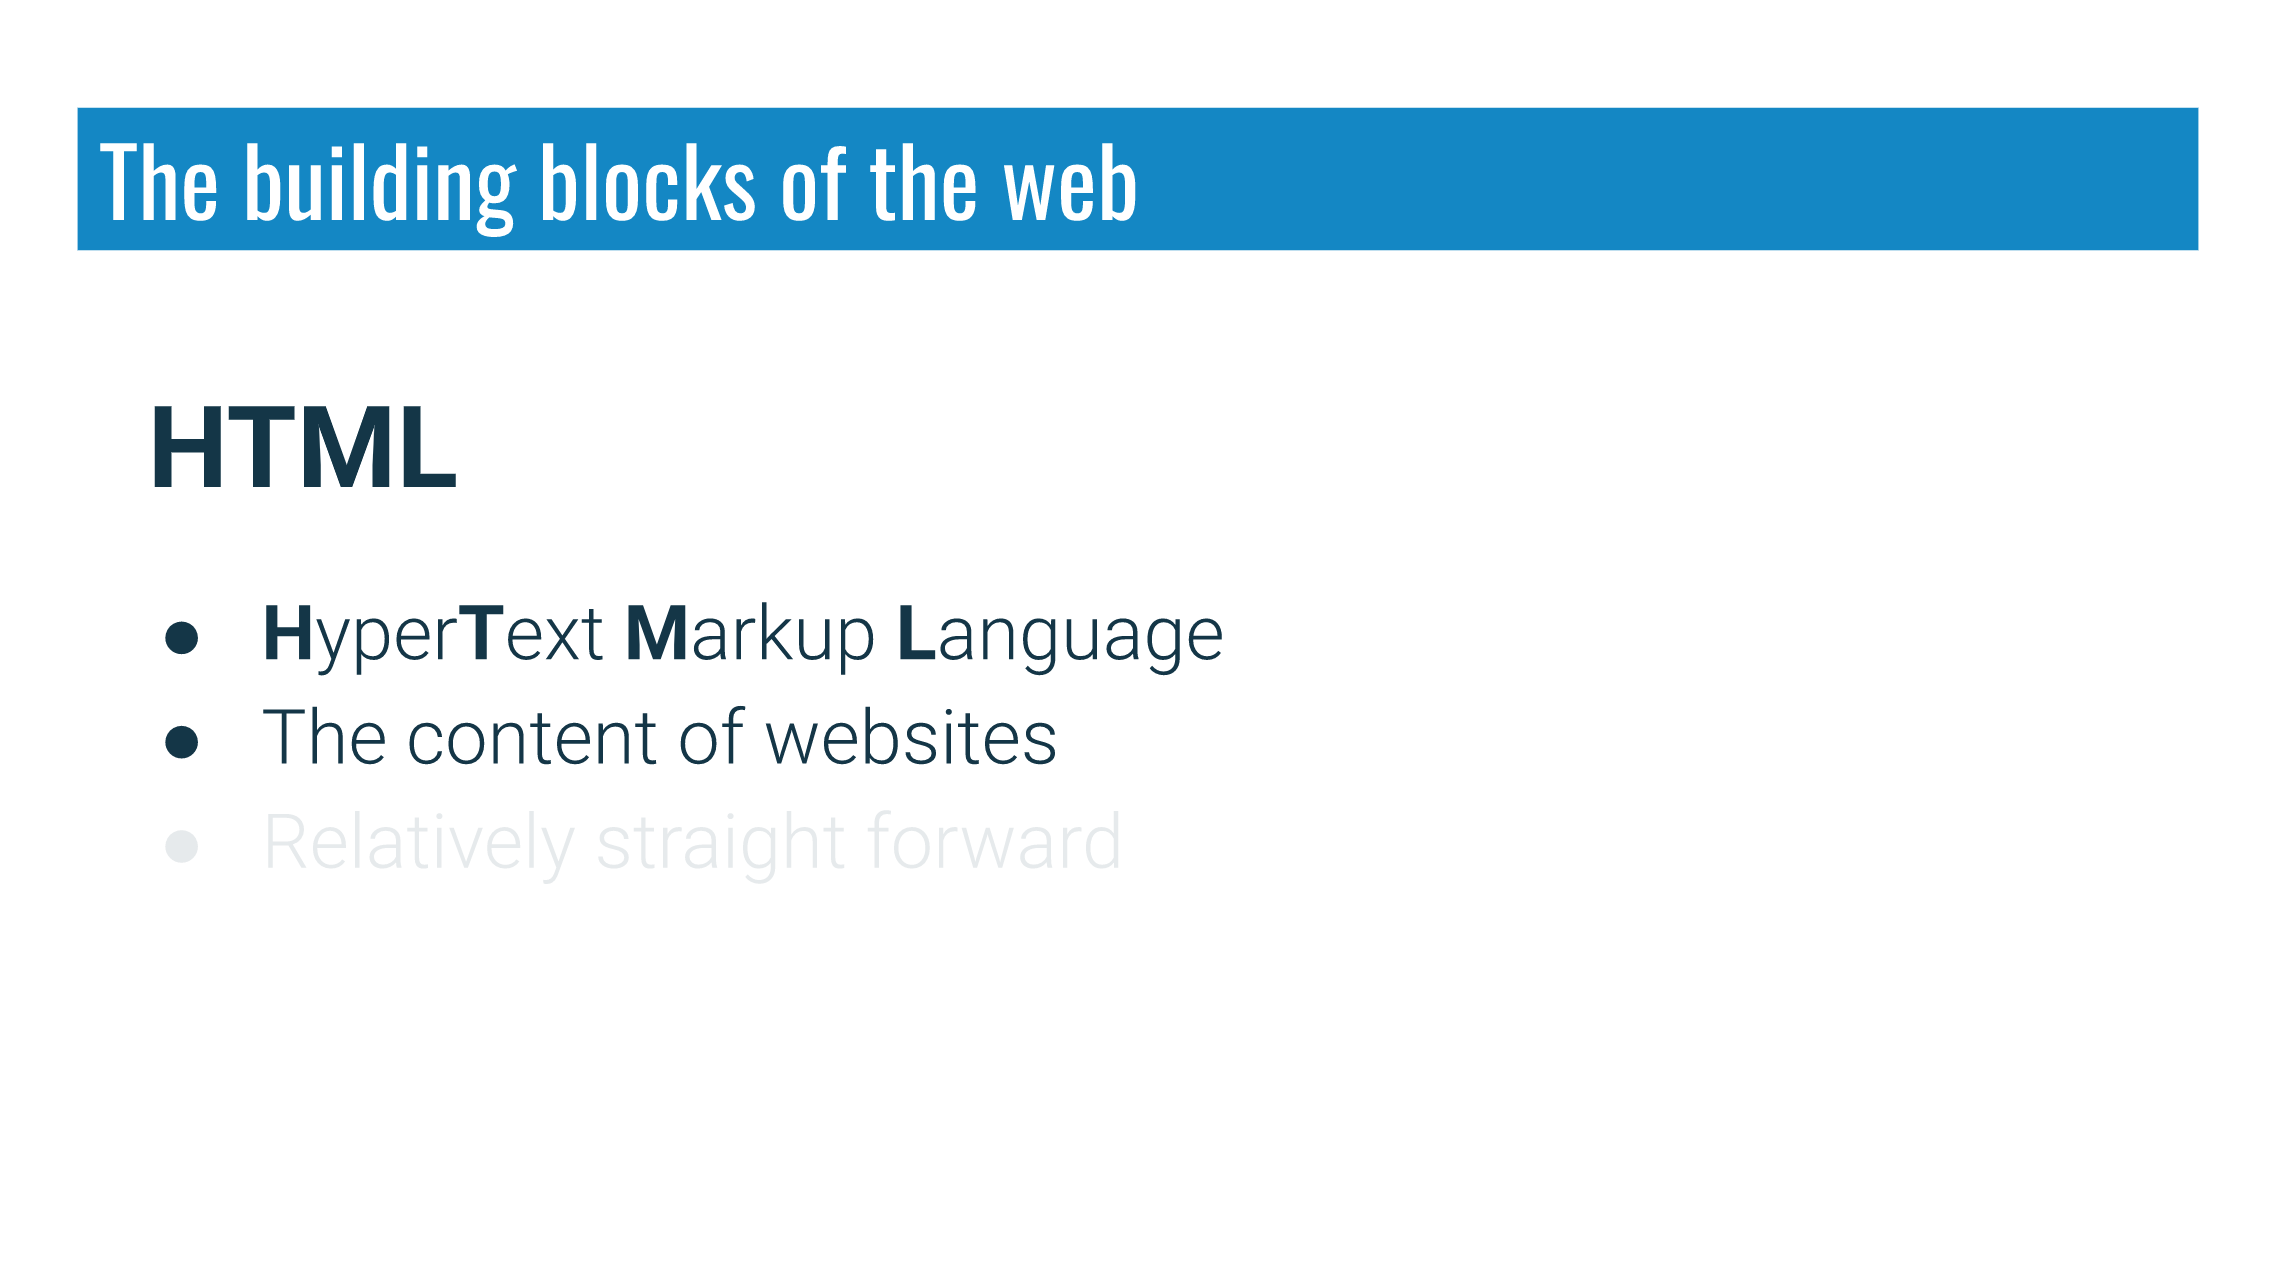 The building blocks of the web
HTML
● HyperText Markup Language
● The content of websites
● Relatively straight forward